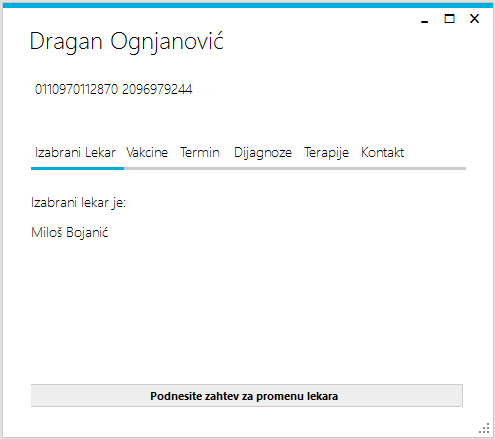 Dragan Ognjanović
0110970112870 2096979244
Izabrani Lekar Vakcine Termin Dijagnoze Terapije Kontakt
Izabrani lekar je:
Miloš Bojanić
Podnesite zahtev za promenu lekara